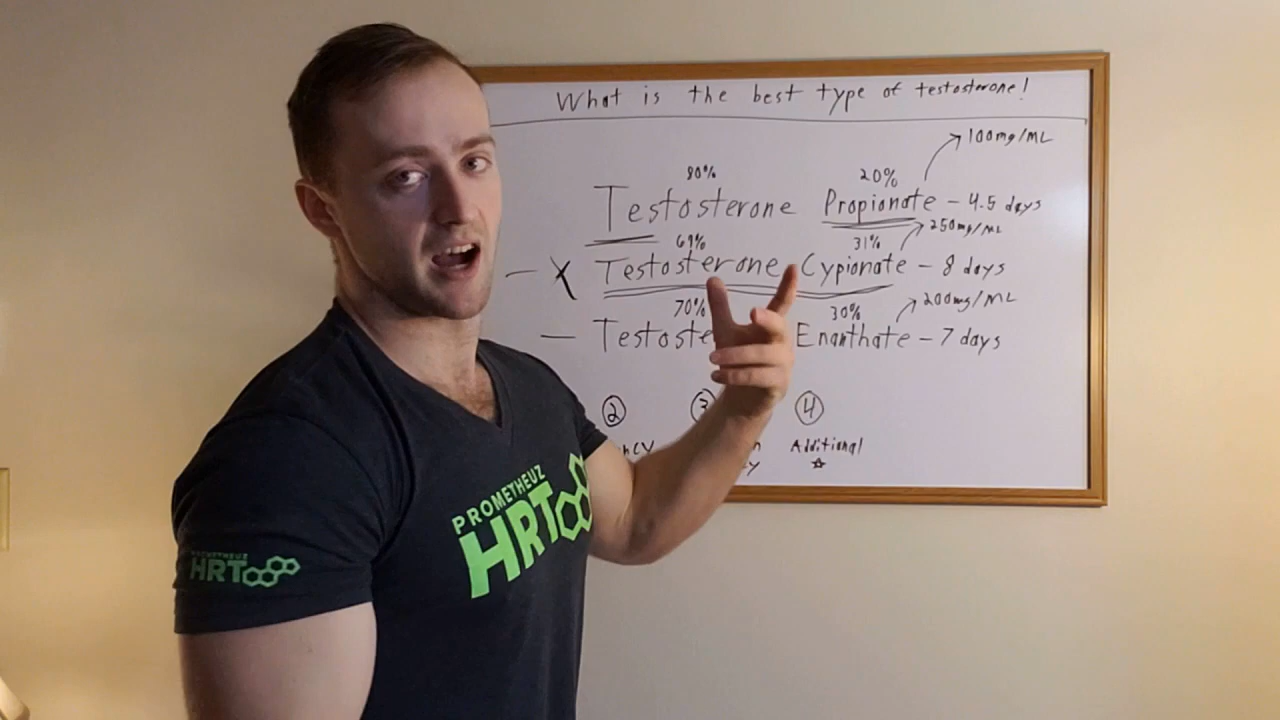 What is the best type of testosterone!
100mg/ML
80% 20%
Testosterone Propionate - 4.5 days
69% 31% 250mg/ML
- X Testosterone Cypionate - 8 days
70% 30% 200mg/ML
- Enanthate - 7 days
2 3 4
Additional
PROMETHEUZ
HRT
PROMETHEUZ
HRT